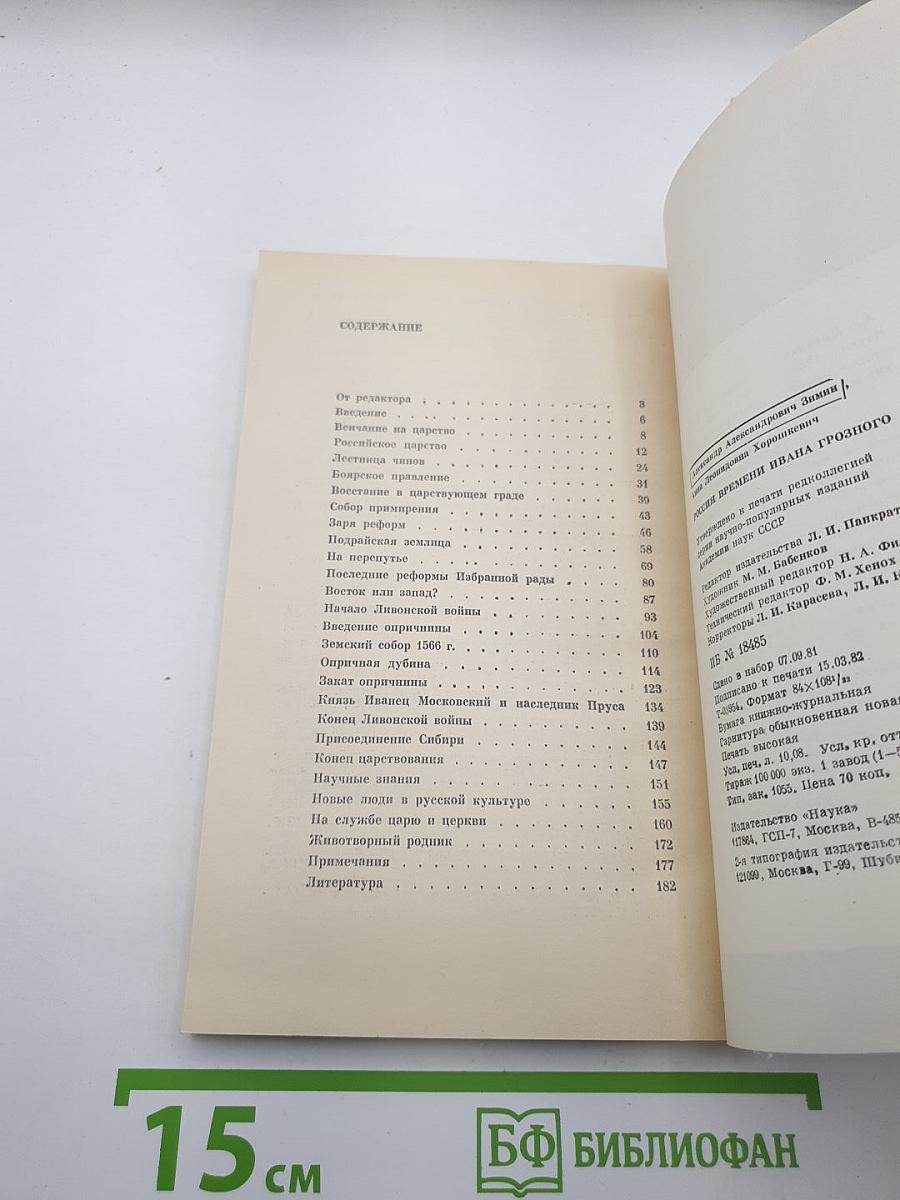 СОДЕРЖАНИЕ
От редактора 3
Введение 6
Венчание на царство 8
Российское царство 12
Лестница чинов 24
Боярское правление 31
Восстание в царствующем граде 39
Собор примирения 43
Заря реформ 46
Подрайская землица 58
На перепутье 69
Последние реформы Избранной рады 80
Восток или запад? 87
Начало Ливонской войны 93
Введение опричнины 104
Земский собор 1566 г. 110
Опричная дубина 114
Закат опричнины 123
Князь Иванец Московский и наследник Пруса 134
Конец Ливонской войны 139
Присоединение Сибири 144
Конец царствования 147
Научные знания 151
Новые люди в русской культуре 155
На службе царю и церкви 160
Животворный родник 172
Примечания 177
Литература 182
Александр Александрович Зимин,
Анна Леонидовна Хорошкевич
РОССИЯ ВРЕМЕНИ ИВАНА ГРОЗНОГО
Утверждено к печати редколлегией
серии научно-популярных изданий
Академии наук СССР
Редактор издательства Л. И. Панкрат
Художник М. М. Бабенков
Художественный редактор Н. А. Фи
Технический редактор Ф. М. Хенох
Корректоры Л. И. Карасева, Л. И. К
ИБ № 18485
Сдано в набор 07.09.81
Подписано к печати 15.03.82
Формат 84×108¹/₃₂
Бумага книжно-журнальная
Гарнитура обыкновенная новая
Печать высокая
Усл. печ. л. 10,08. Усл. кр. отт
Тираж 100 000 экз. 1 завод (1—5
Тип. зак. 1055. Цена 70 коп.
Издательство «Наука»
117864, ГСП-7, Москва, В-485
2-я типография издательст
121099, Москва, Г-99, Шуби
15 см
БФ БИБЛИОФАН